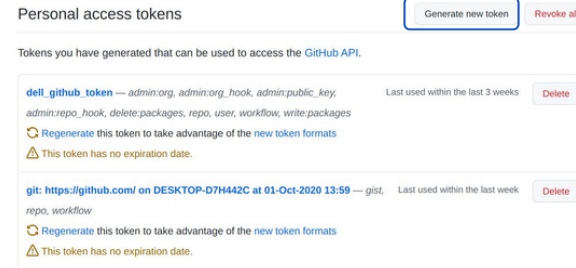 Personal access tokens
Generate new token
Revoke al
Tokens you have generated that can be used to access the GitHub API.
dell_github_token — admin:org, admin:org_hook, admin:public_key,
Last used within the last 3 weeks
Delete
admin:repo_hook, delete:packages, repo, user, workflow, write:packages
Regenerate this token to take advantage of the new token formats
This token has no expiration date.
git: https://github.com/ on DESKTOP-D7H442C at 01-Oct-2020 13:59 — gist,
Last used within the last week
Delete
repo, workflow
Regenerate this token to take advantage of the new token formats
This token has no expiration date.